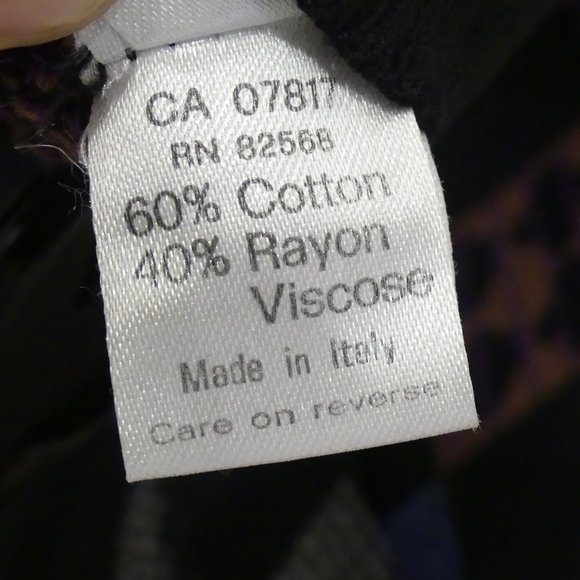 CA 07817
RN 82568
60% Cotton
40% Rayon
Viscose
Made in Italy
Care on reverse